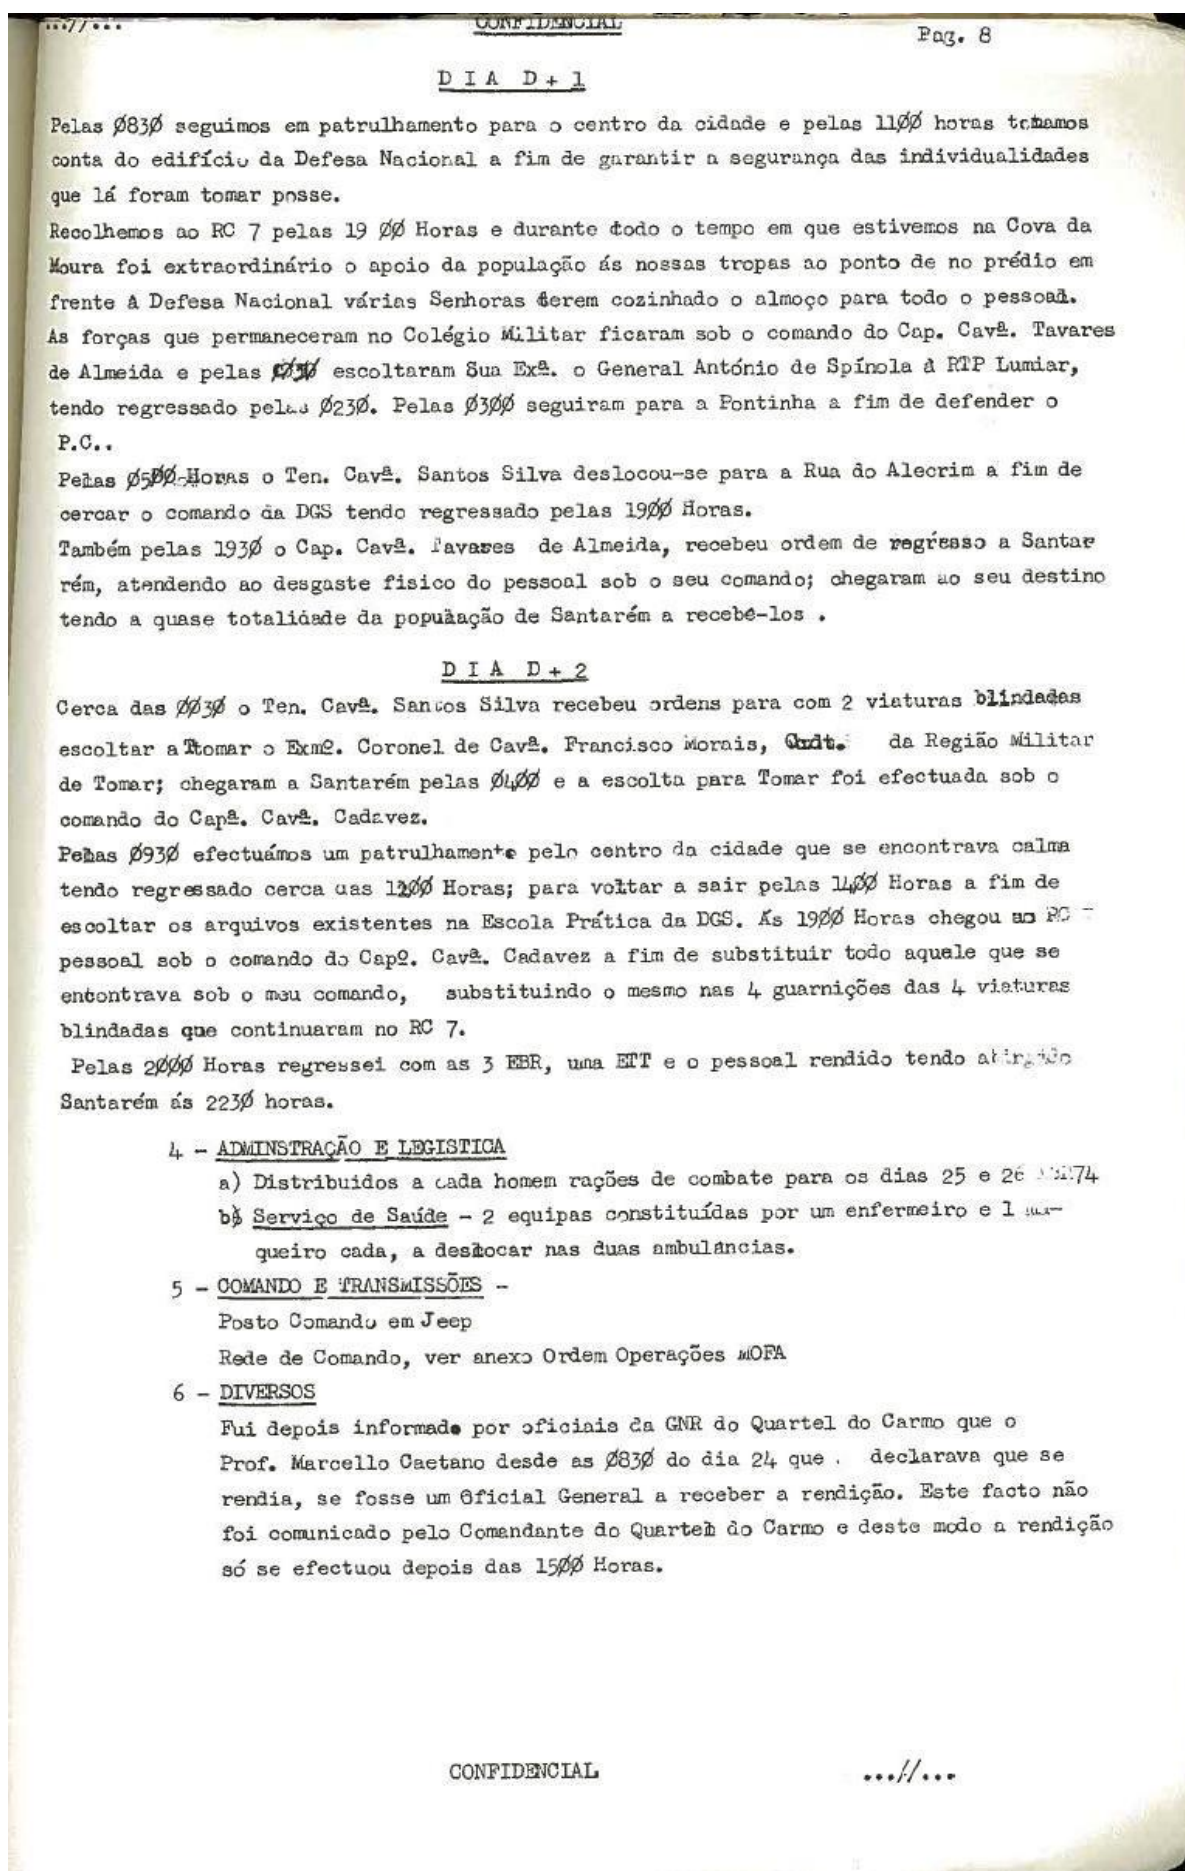 ...//...
CONFIDENCIAL
Pag. 8
D I A D + 1
Pelas Ø83Ø seguimos em patrulhamento para o centro da cidade e pelas 11ØØ horas tomamos
conta do edifício da Defesa Nacional a fim de garantir a segurança das individualidades
que lá foram tomar posse.
Recolhemos ao RC 7 pelas 19 ØØ Horas e durante todo o tempo em que estivemos na Cova da
Moura foi extraordinário o apoio da população ás nossas tropas ao ponto de no prédio em
frente á Defesa Nacional várias Senhoras terem cozinhado o almoço para todo o pessoal.
As forças que permaneceram no Colégio Militar ficaram sob o comando do Cap. Cavª. Tavares
de Almeida e pelas escoltaram Sua Exª. o General António de Spínola á RTP Lumiar,
tendo regressado pelas Ø23Ø. Pelas Ø3ØØ seguiram para a Pontinha a fim de defender o
P.C..
Pelas Ø5ØØ-Horas o Ten. Cavª. Santos Silva deslocou-se para a Rua do Alecrim a fim de
cercar o comando da DGS tendo regressado pelas 19ØØ Horas.
Também pelas 193Ø o Cap. Cavª. Tavares de Almeida, recebeu ordem de regresso a Santar
rém, atendendo ao desgaste fisico do pessoal sob o seu comando; chegaram ao seu destino
tendo a quase totalidade da população de Santarém a recebê-los .
D I A D + 2
Cerca das ØØ3Ø o Ten. Cavª. Santos Silva recebeu ordens para com 2 viaturas blindadas
escoltar a Tomar o Exmº. Coronel de Cavª. Francisco Morais, Cmdt. da Região Militar
de Tomar; chegaram a Santarém pelas Ø4ØØ e a escolta para Tomar foi efectuada sob o
comando do Capª. Cavª. Cadavez.
Pelas Ø93Ø efectuámos um patrulhamento pelo centro da cidade que se encontrava calma
tendo regressado cerca das 12ØØ Horas; para voltar a sair pelas 14ØØ Horas a fim de
escoltar os arquivos existentes na Escola Prática da DGS. Ás 19ØØ Horas chegou ao RC 7
pessoal sob o comando do Capº. Cavª. Cadavez a fim de substituir todo aquele que se
encontrava sob o meu comando, substituindo o mesmo nas 4 guarnições das 4 viaturas
blindadas que continuaram no RC 7.
Pelas 2ØØØ Horas regressei com as 3 EBR, uma ETT e o pessoal rendido tendo atingido
Santarém ás 223Ø horas.
4 - ADMINSTRAÇÃO E LEGISTICA
a) Distribuidos a cada homem rações de combate para os dias 25 e 26 74
b) Serviço de Saúde - 2 equipas constituídas por um enfermeiro e 1 ma-
queiro cada, a deslocar nas duas ambulâncias.
5 - COMANDO E TRANSMISSÕES -
Posto Comando em Jeep
Rede de Comando, ver anexo Ordem Operações MOFA
6 - DIVERSOS
Fui depois informado por oficiais da GNR do Quartel do Carmo que o
Prof. Marcello Caetano desde as Ø83Ø do dia 24 que . declarava que se
rendia, se fosse um Oficial General a receber a rendição. Este facto não
foi comunicado pelo Comandante do Quartel do Carmo e deste modo a rendição
só se efectuou depois das 15ØØ Horas.
CONFIDENCIAL
...//...